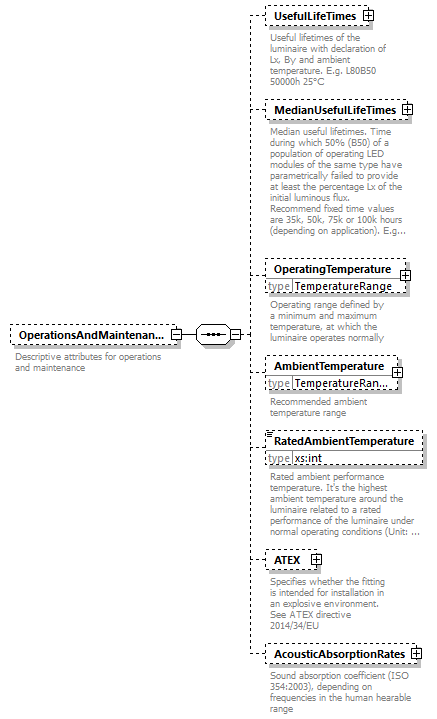 UsefulLifeTimes
Useful lifetimes of the
luminaire with declaration of
Lx, By and ambient
temperature. E.g. L80B50
50000h 25°C
MedianUsefulLifeTimes
Median useful lifetimes. Time
during which 50% (B50) of a
population of operating LED
modules of the same type have
parametrically failed to provide
at least the percentage Lx of the
initial luminous flux.
Recommend fixed time values
are 35k, 50k, 75k or 100k hours
(depending on application). E.g...
OperatingTemperature
type TemperatureRange
Operating range defined by
a minimum and maximum
temperature, at which the
luminaire operates normally
OperationsAndMaintenan...
Descriptive attributes for operations
and maintenance
AmbientTemperature
type TemperatureRan...
Recommended ambient
temperature range
RatedAmbientTemperature
type xs:int
Rated ambient performance
temperature. It's the highest
ambient temperature around the
luminaire related to a rated
performance of the luminaire under
normal operating conditions (Unit: ...
ATEX
Specifies whether the fitting
is intended for installation in
an explosive environment.
See ATEX directive
2014/34/EU
AcousticAbsorptionRates
Sound absorption coefficient (ISO
354:2003), depending on
frequencies in the human hearable
range